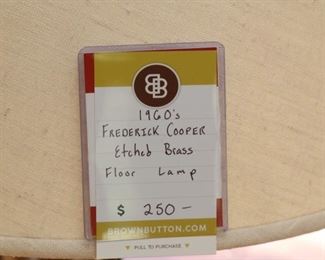 BB
1960's
FREDERICK COOPER
Etched Brass
Floor Lamp
$ 250—
BROWNBUTTON.COM
PULL TO PURCHASE